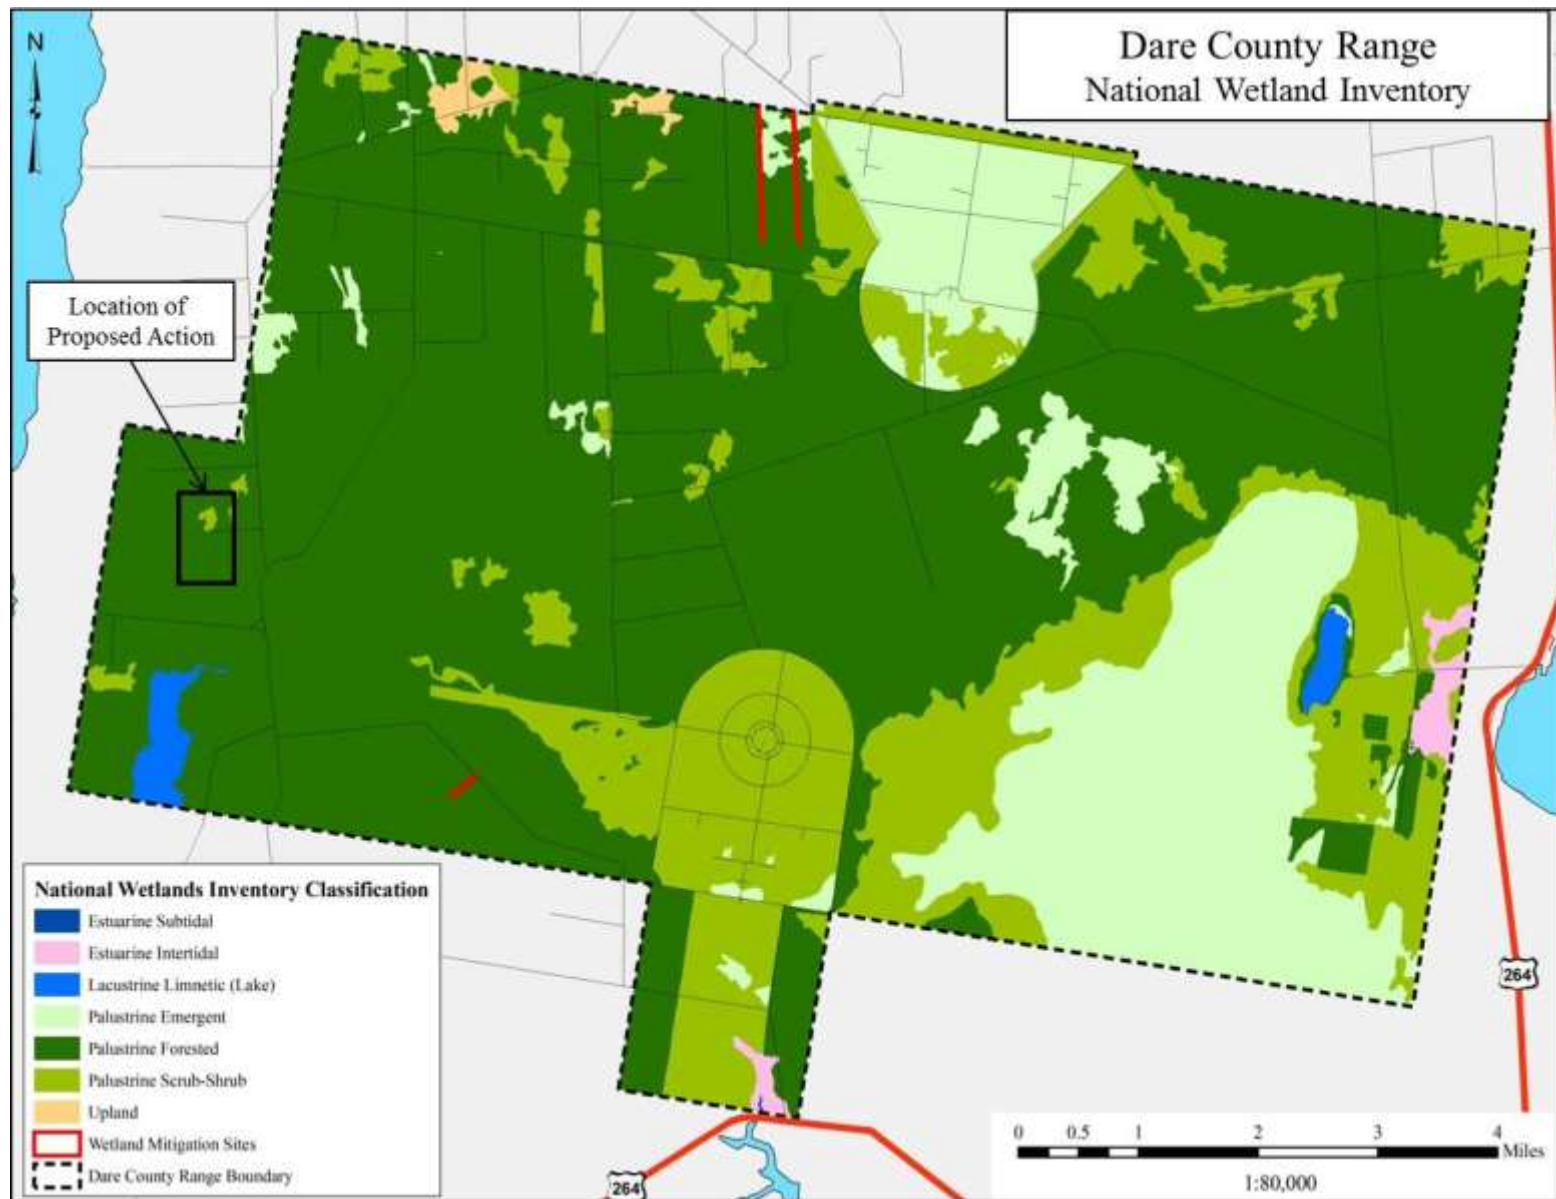 Dare County Range
National Wetland Inventory
N
Location of
Proposed Action
National Wetlands Inventory Classification
Estuarine Subtidal
Estuarine Intertidal
Lacustrine Limnetic (Lake)
Palustrine Emergent
Palustrine Forested
Palustrine Scrub-Shrub
Upland
Wetland Mitigation Sites
Dare County Range Boundary
264
264
0 0.5 1 2 3 4
Miles
1:80,000